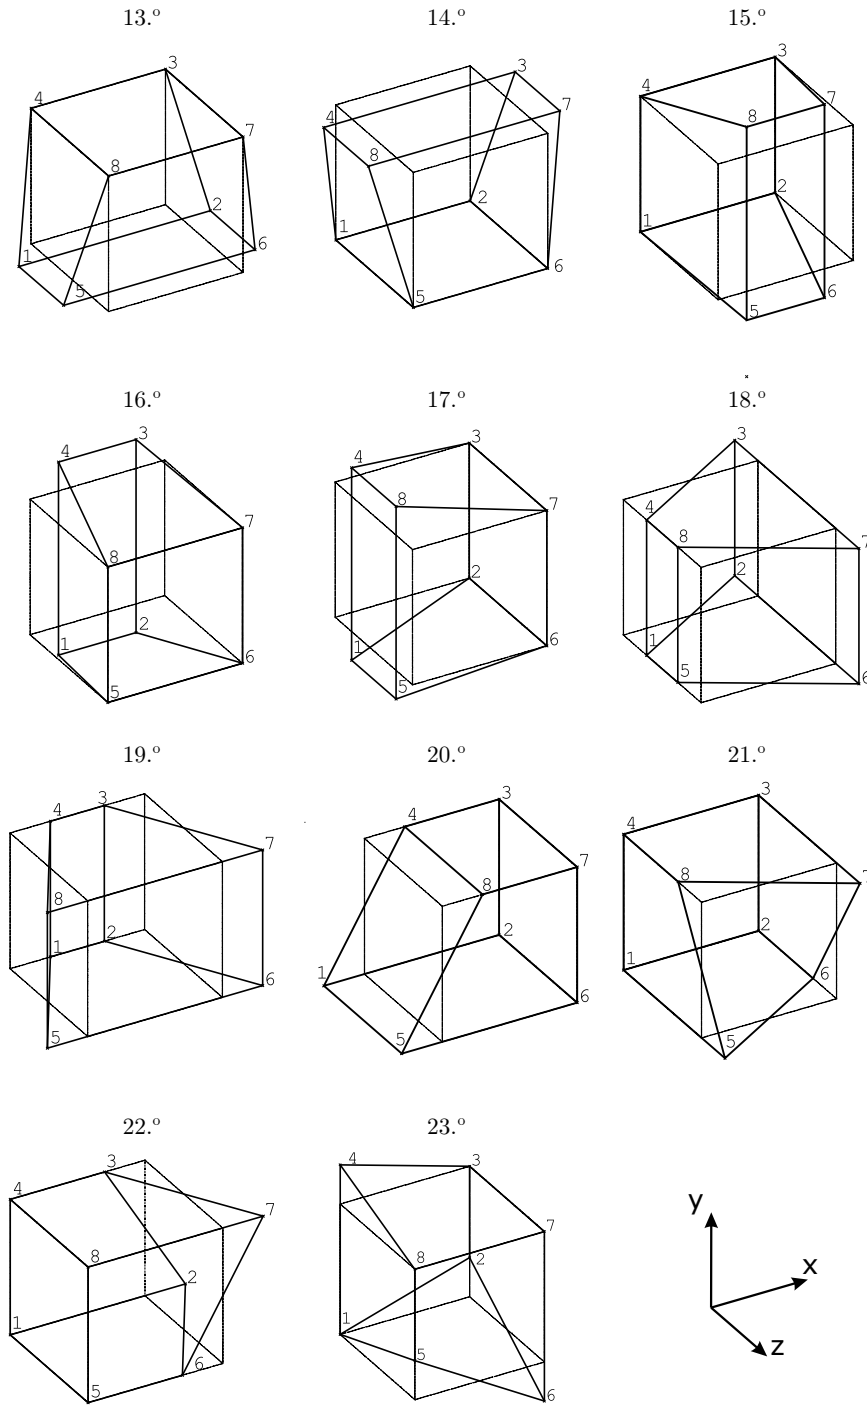 13.º 14.º 15.º
3 4 7 8 2 1 5 6
3 4 7 8 2 1 5 6
3 4 7 8 2 1 6 5
16.º 17.º 18.º
3 4 7 8 2 1 6 5
3 4 8 7 2 1 6 5
3 4 8 7 2 1 5 6
19.º 20.º 21.º
4 3 7 8 2 1 6 5
3 4 7 8 2 1 6 5
3 4 8 7 2 1 6 5
22.º 23.º
3 4 7 8 2 1 6 5
4 3 7 8 2 1 5 6
y
x
z